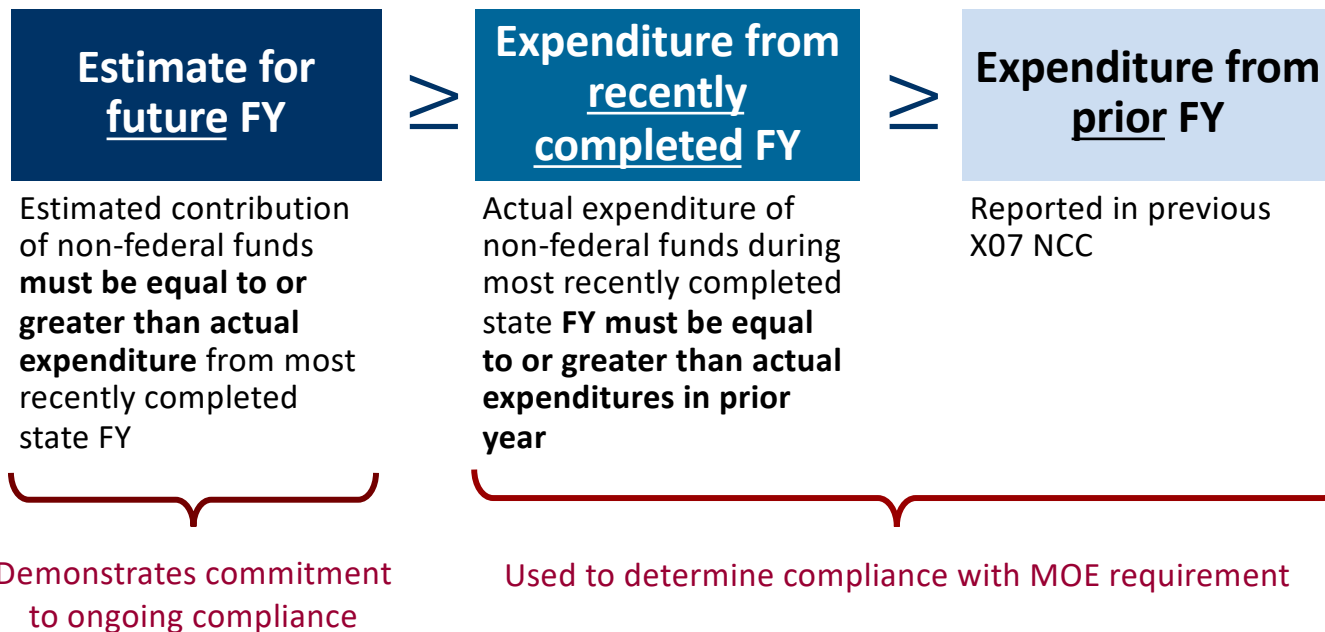 Estimate for
future FY
≥
Expenditure from
recently
completed FY
≥
Expenditure from
prior FY
Estimated contribution
of non-federal funds
must be equal to or
greater than actual
expenditure from most
recently completed
state FY
Actual expenditure of
non-federal funds during
most recently completed
state FY must be equal
to or greater than actual
expenditures in prior
year
Reported in previous
X07 NCC
Demonstrates commitment
to ongoing compliance
Used to determine compliance with MOE requirement